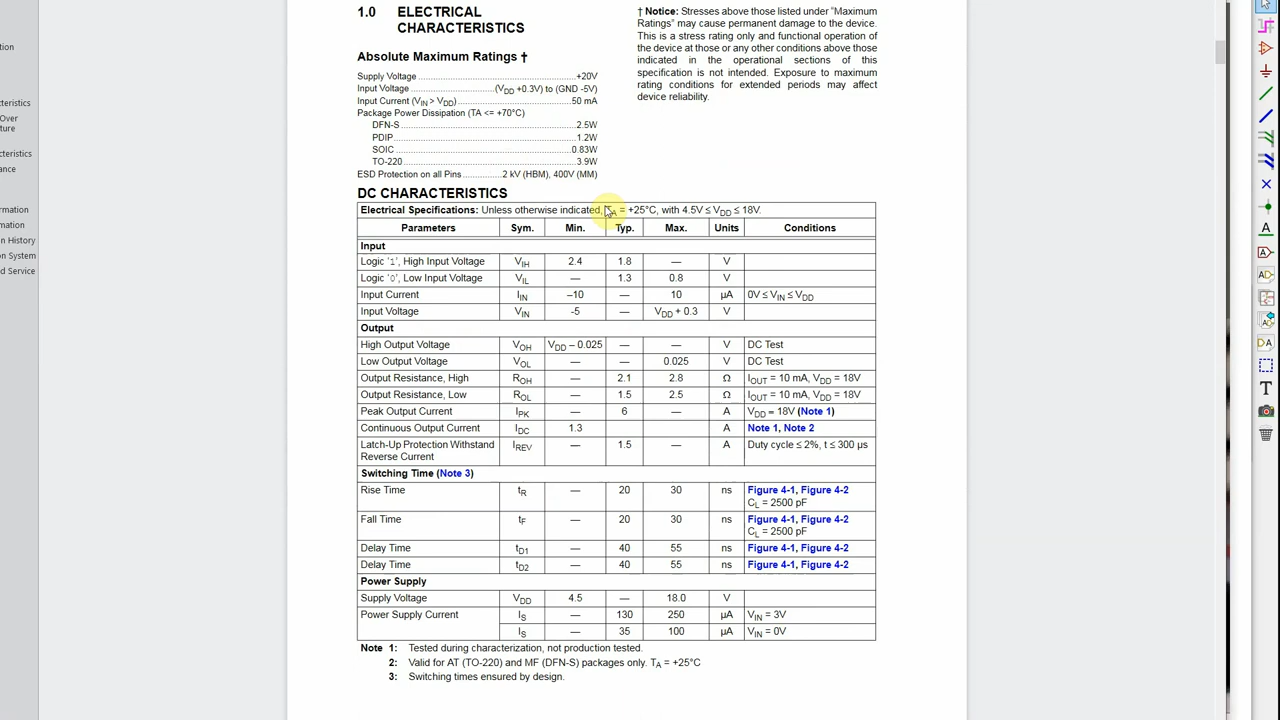 1.0 ELECTRICAL
CHARACTERISTICS
Absolute Maximum Ratings †
Supply Voltage ..... +20V
Input Voltage ..... (VDD +0.3V) to (GND -5V)
Input Current (VIN > VDD) ..... 50 mA
Package Power Dissipation (TA <= +70°C)
DFN-S ..... 2.5W
PDIP ..... 1.2W
SOIC ..... 0.83W
TO-220 ..... 3.9W
ESD Protection on all Pins ..... 2 kV (HBM), 400V (MM)
† Notice: Stresses above those listed under “Maximum
Ratings” may cause permanent damage to the device.
This is a stress rating only and functional operation of
the device at those or any other conditions above those
indicated in the operational sections of this
specification is not intended. Exposure to maximum
rating conditions for extended periods may affect
device reliability.
DC CHARACTERISTICS
Electrical Specifications: Unless otherwise indicated, TA = +25°C, with 4.5V ≤ VDD ≤ 18V.
Parameters Sym. Min. Typ. Max. Units Conditions
Input
Logic ‘1’, High Input Voltage VIH 2.4 1.8 — V
Logic ‘0’, Low Input Voltage VIL — 1.3 0.8 V
Input Current IIN –10 — 10 µA 0V ≤ VIN ≤ VDD
Input Voltage VIN -5 — VDD + 0.3 V
Output
High Output Voltage VOH VDD – 0.025 — — V DC Test
Low Output Voltage VOL — — 0.025 V DC Test
Output Resistance, High ROH — 2.1 2.8 Ω IOUT = 10 mA, VDD = 18V
Output Resistance, Low ROL — 1.5 2.5 Ω IOUT = 10 mA, VDD = 18V
Peak Output Current IPK — 6 — A VDD = 18V (Note 1)
Continuous Output Current IDC 1.3 A Note 1, Note 2
Latch-Up Protection Withstand
Reverse Current IREV — 1.5 — A Duty cycle ≤ 2%, t ≤ 300 µs
Switching Time (Note 3)
Rise Time tR — 20 30 ns Figure 4-1, Figure 4-2
CL = 2500 pF
Fall Time tF — 20 30 ns Figure 4-1, Figure 4-2
CL = 2500 pF
Delay Time tD1 — 40 55 ns Figure 4-1, Figure 4-2
Delay Time tD2 — 40 55 ns Figure 4-1, Figure 4-2
Power Supply
Supply Voltage VDD 4.5 — 18.0 V
Power Supply Current IS — 130 250 µA VIN = 3V
IS — 35 100 µA VIN = 0V
Note 1: Tested during characterization, not production tested.
2: Valid for AT (TO-220) and MF (DFN-S) packages only. TA = +25°C
3: Switching times ensured by design.
Over
History
System
d Service
A
T